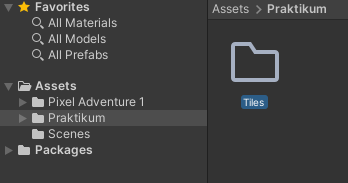 Favorites
All Materials
All Models
All Prefabs
Assets
Pixel Adventure 1
Praktikum
Scenes
Packages
Assets > Praktikum
Tiles